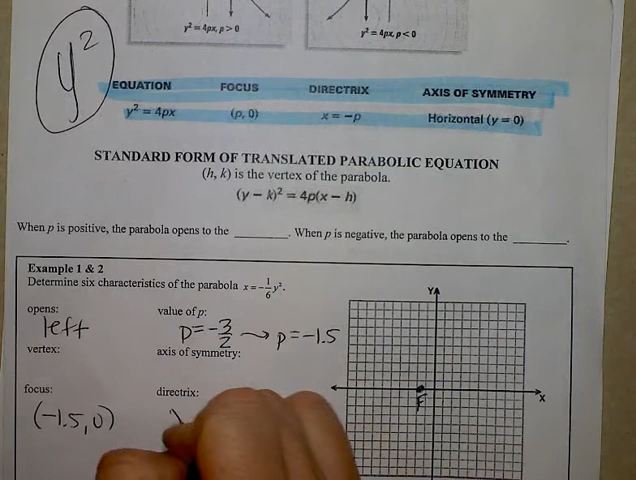 y² = 4px, p > 0
y² = 4px, p < 0
y²
EQUATION FOCUS DIRECTRIX AXIS OF SYMMETRY
y² = 4px (p, 0) x = –p Horizontal (y = 0)
STANDARD FORM OF TRANSLATED PARABOLIC EQUATION
(h, k) is the vertex of the parabola.
(y – k)² = 4p(x – h)
When p is positive, the parabola opens to the ________. When p is negative, the parabola opens to the ________.
Example 1 & 2
Determine six characteristics of the parabola x = -1/6 y².
opens: value of p:
left p = -3/2 → p = -1.5
vertex: axis of symmetry:
focus: directrix:
(-1.5, 0)
Y
X
F